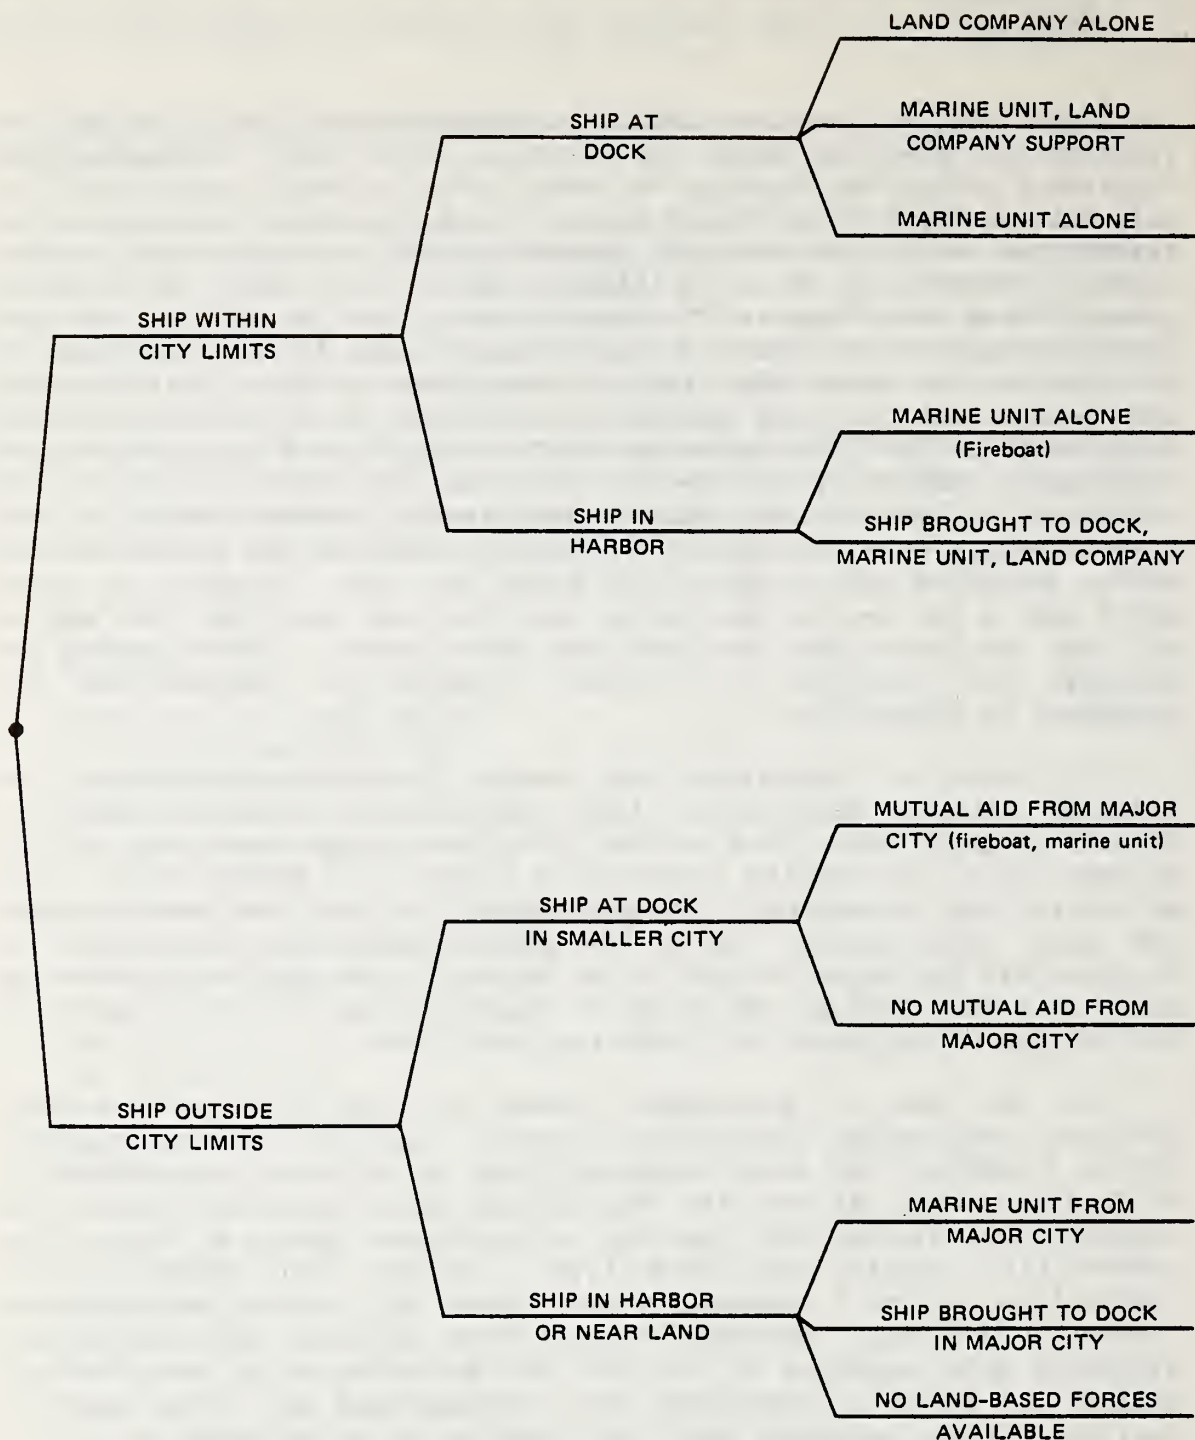 LAND COMPANY ALONE
SHIP AT
DOCK
MARINE UNIT, LAND
COMPANY SUPPORT
MARINE UNIT ALONE
SHIP WITHIN
CITY LIMITS
MARINE UNIT ALONE
(Fireboat)
SHIP IN
HARBOR
SHIP BROUGHT TO DOCK,
MARINE UNIT, LAND COMPANY
MUTUAL AID FROM MAJOR
CITY (fireboat, marine unit)
SHIP AT DOCK
IN SMALLER CITY
NO MUTUAL AID FROM
MAJOR CITY
SHIP OUTSIDE
CITY LIMITS
MARINE UNIT FROM
MAJOR CITY
SHIP IN HARBOR
OR NEAR LAND
SHIP BROUGHT TO DOCK
IN MAJOR CITY
NO LAND-BASED FORCES
AVAILABLE